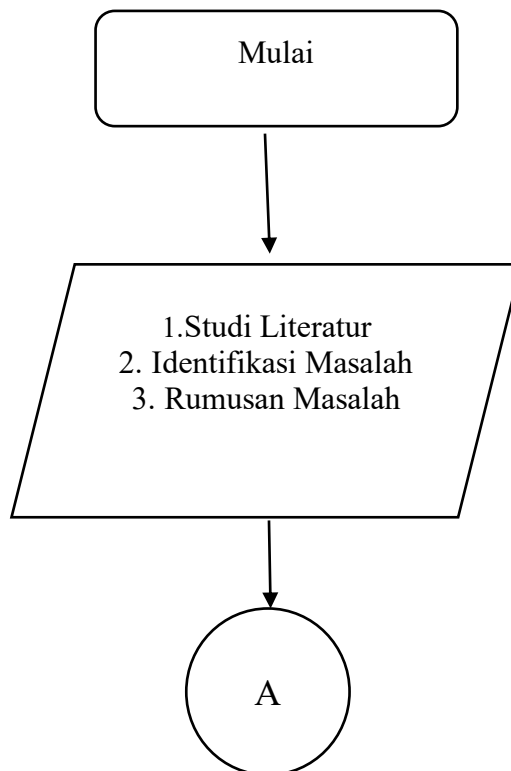 Mulai
1.Studi Literatur
2. Identifikasi Masalah
3. Rumusan Masalah
A